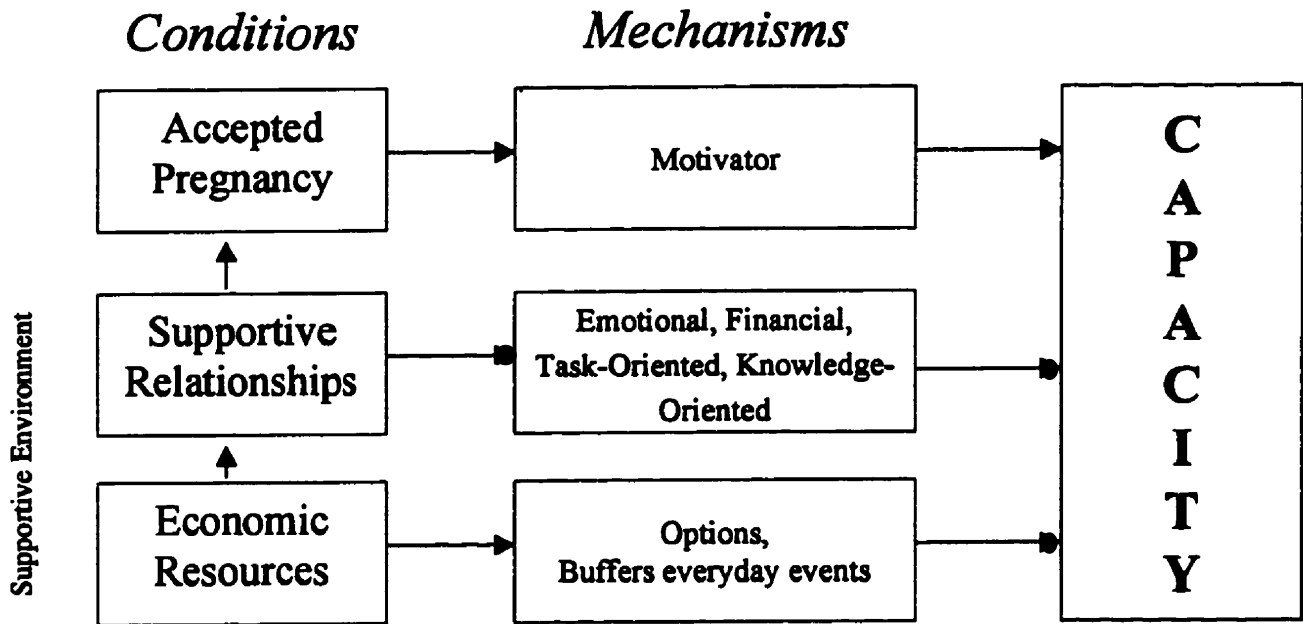 Conditions
Mechanisms
Accepted
Pregnancy
Motivator
Supportive
Relationships
Emotional, Financial,
Task-Oriented, Knowledge-
Oriented
Economic
Resources
Options,
Buffers everyday events
C
A
P
A
C
I
T
Y
Supportive Environment